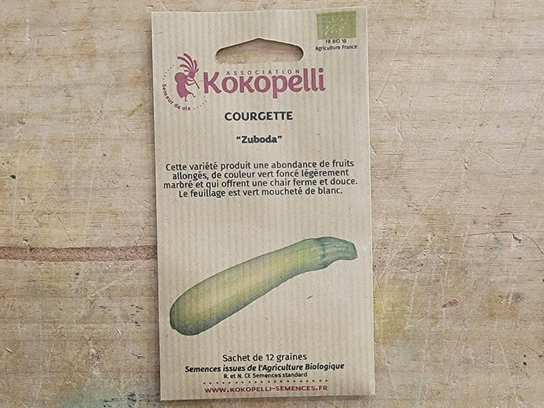 FR BIO 10
Agriculture France
ASSOCIATION
Kokopelli
Semeur de vie
COURGETTE
"Zuboda"
Cette variété produit une abondance de fruits
allongés, de couleur vert foncé légèrement
marbré et qui offrent une chair ferme et douce.
Le feuillage est vert moucheté de blanc.
Sachet de 12 graines
Semences issues de l'Agriculture Biologique
R. et N. CE Semences standard
WWW.KOKOPELLI-SEMENCES.FR